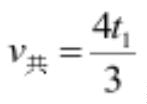 v共 = 4t₁/3